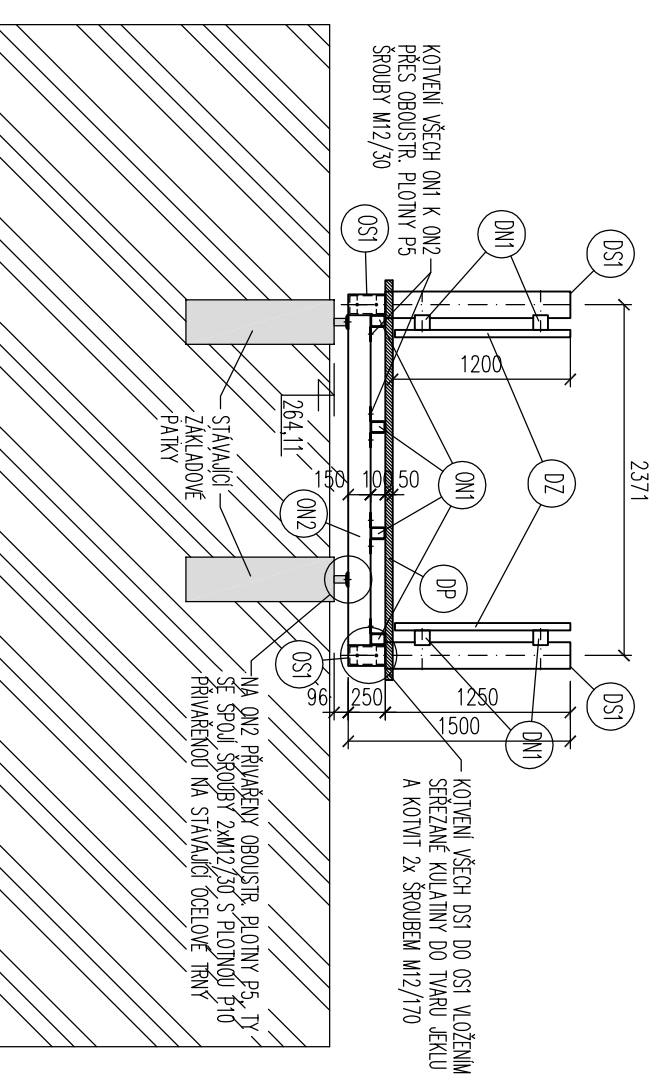 KOTVENÍ VŠECH ON1 K ON2
PŘES OBOUSTR. PLOTNY P5
ŠROUBY M12/30
OS1
DN1
DS1
2371
1200
DZ
DS1
DN1
264,11
150
100
50
ON1
ON2
DP
OS1
96
250
1250
1500
STÁVAJÍCÍ
ZÁKLADOVÉ
PATKY
KOTVENÍ VŠECH DS1 DO OS1 VLOŽENÍM
SEŘEZANÉ KULATINY DO TVARU JEKLU
A KOTVIT 2x ŠROUBEM M12/170
NA ON2 PŘIVAŘENY OBOUSTR. PLOTNY P5, TY
SE SPOJÍ ŠROUBY 2xM12/30 S PLOTNOU P10
PŘIVAŘENOU NA STÁVAJÍCÍ OCELOVÉ TRNY